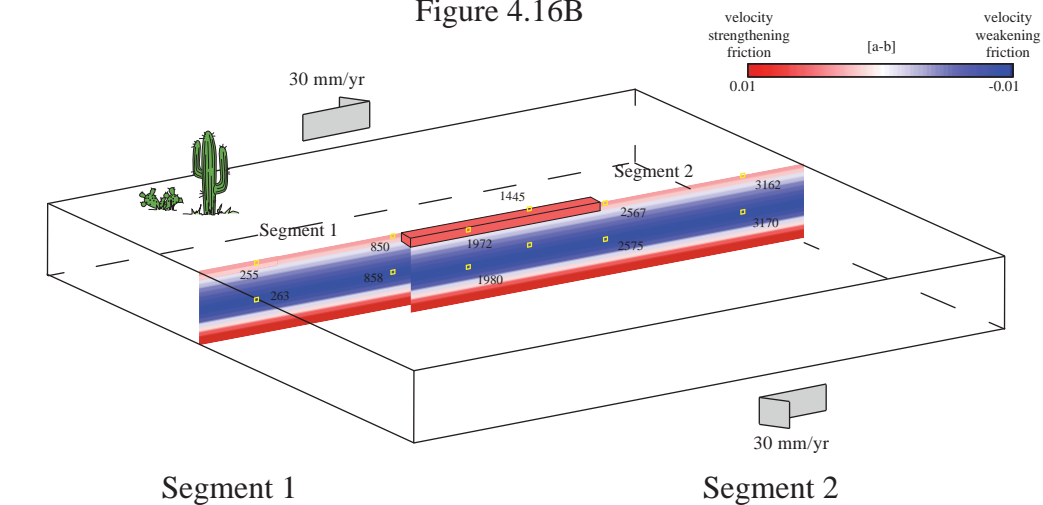 Figure 4.16B
velocity
strengthening
friction
[a-b]
velocity
weakening
friction
0.01
-0.01
30 mm/yr
Segment 2
3162
1445
2567
Segment 1
850
1972
3170
2575
255
858
1980
263
30 mm/yr
Segment 1
Segment 2